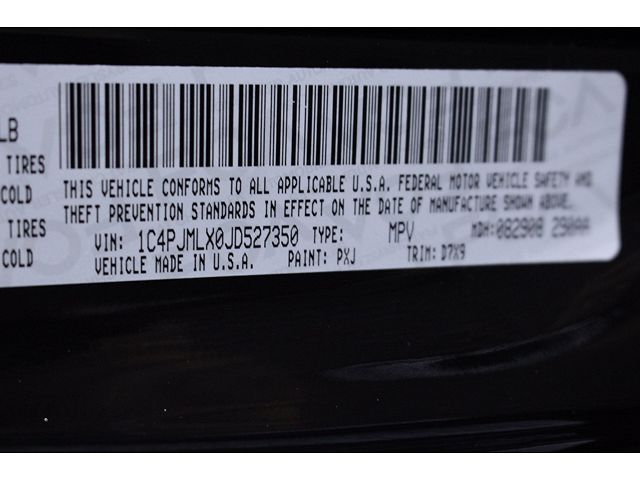 LB
TIRES
COLD
TIRES
COLD
THIS VEHICLE CONFORMS TO ALL APPLICABLE U.S.A. FEDERAL MOTOR VEHICLE SAFETY AND
THEFT PREVENTION STANDARDS IN EFFECT ON THE DATE OF MANUFACTURE SHOWN ABOVE.
VIN: 1C4PJMLX0JD527350 TYPE: MPV MDH: 082908 290AA
VEHICLE MADE IN U.S.A. PAINT: PXJ TRIM: D7X9